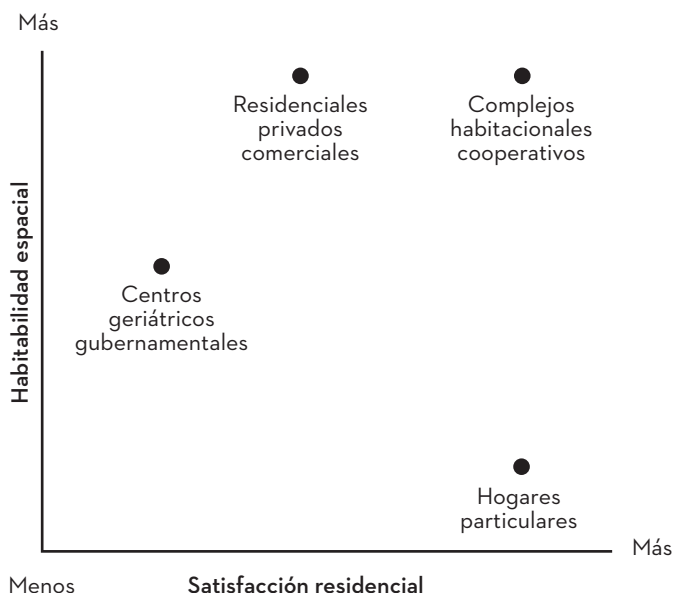 Más
Residenciales
privados
comerciales
Complejos
habitacionales
cooperativos
Habitabilidad espacial
Centros
geriátricos
gubernamentales
Hogares
particulares
Más
Menos
Satisfacción residencial